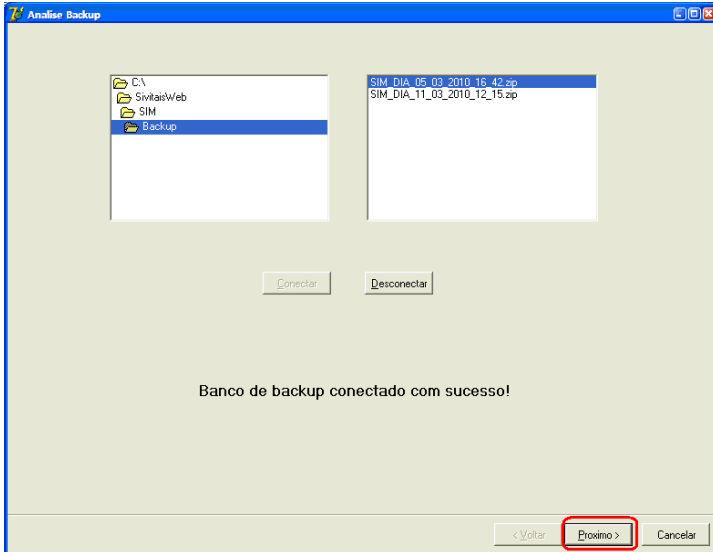 Analise Backup
C:\
SivitaisWeb
SIM
Backup
SIM_DIA_05_03_2010_16_42.zip
SIM_DIA_11_03_2010_12_15.zip
Conectar
Desconectar
Banco de backup conectado com sucesso!
< Voltar
Proximo >
Cancelar